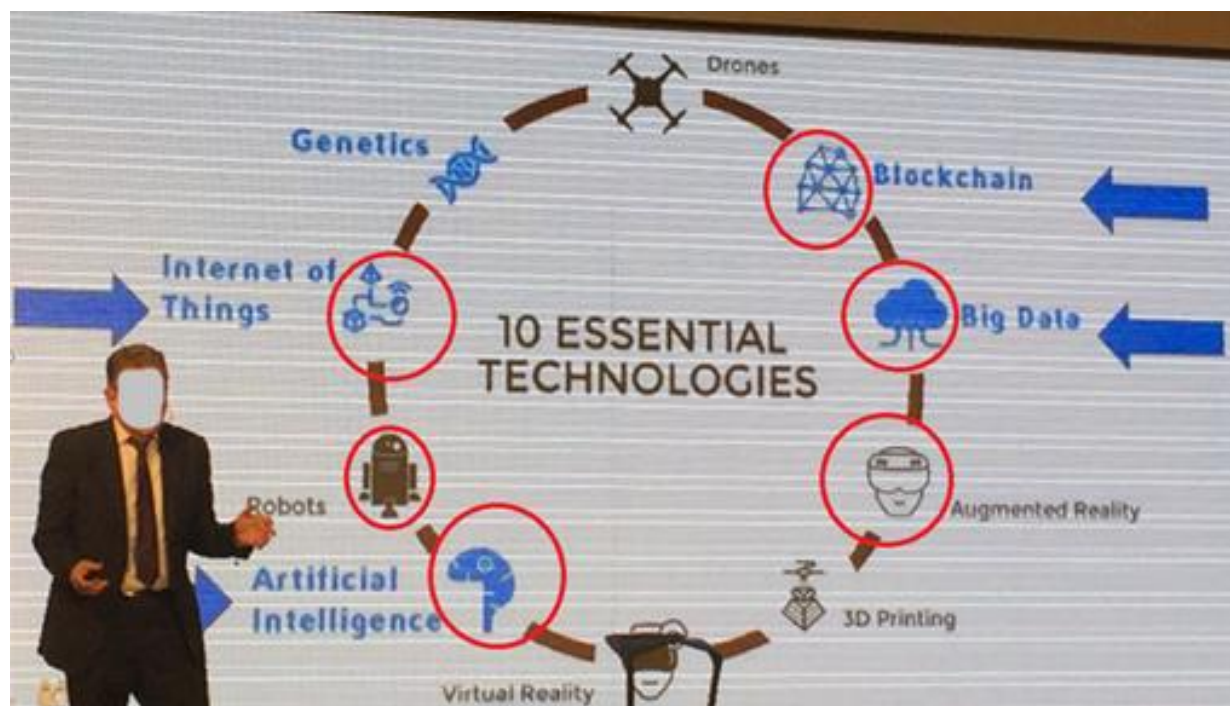 Drones
Genetics
Blockchain
Internet of
Things
Big Data
10 ESSENTIAL
TECHNOLOGIES
Robots
Augmented Reality
Artificial
Intelligence
3D Printing
Virtual Reality